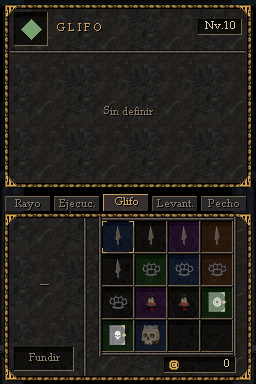 GLIFO
Nv.10
Sin definir
Rayo
Ejecuc.
Glifo
Levant.
Pecho
Fundir
0